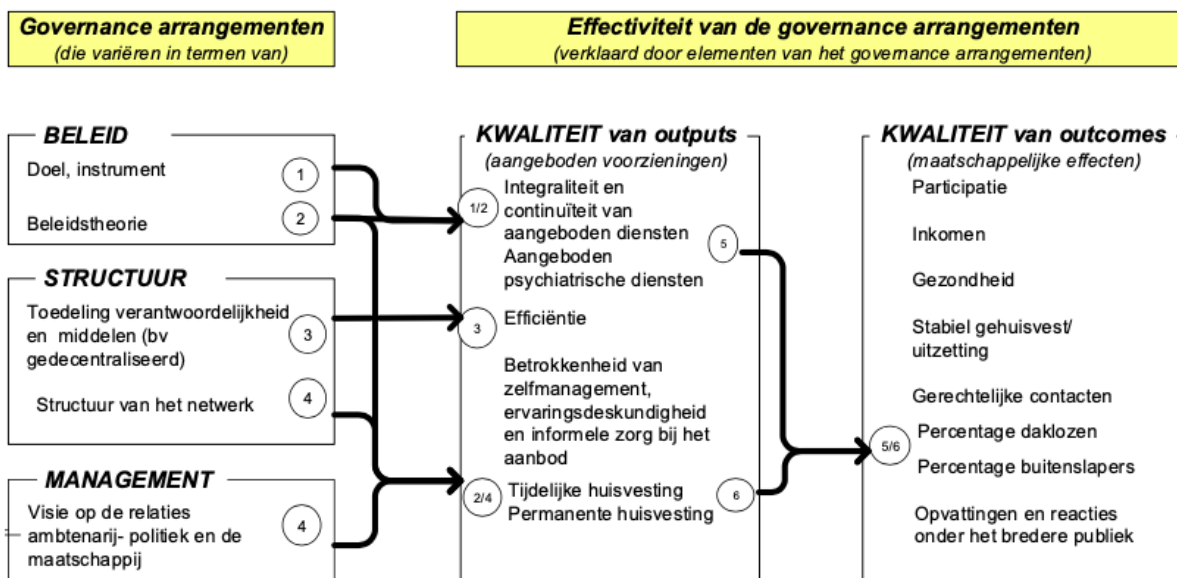 Governance arrangementen
(die variëren in termen van)
Effectiviteit van de governance arrangementen
(verklaard door elementen van het governance arrangementen)
BELEID
Doel, instrument
1
Beleidstheorie
2
STRUCTUUR
Toedeling verantwoordelijkheid
en middelen (bv
gedecentraliseerd)
3
Structuur van het netwerk
4
MANAGEMENT
Visie op de relaties
ambtenarij- politiek en de
maatschappij
4
KWALITEIT van outputs
(aangeboden voorzieningen)
1/2
Integraliteit en
continuïteit van
aangeboden diensten
Aangeboden
psychiatrische diensten
5
3
Efficiëntie
Betrokkenheid van
zelfmanagement,
ervaringsdeskundigheid
en informele zorg bij het
aanbod
2/4
Tijdelijke huisvesting
Permanente huisvesting
6
KWALITEIT van outcomes
(maatschappelijke effecten)
Participatie
Inkomen
Gezondheid
Stabiel gehuisvest/
uitzetting
Gerechtelijke contacten
5/6
Percentage daklozen
Percentage buitenslapers
Opvattingen en reacties
onder het bredere publiek